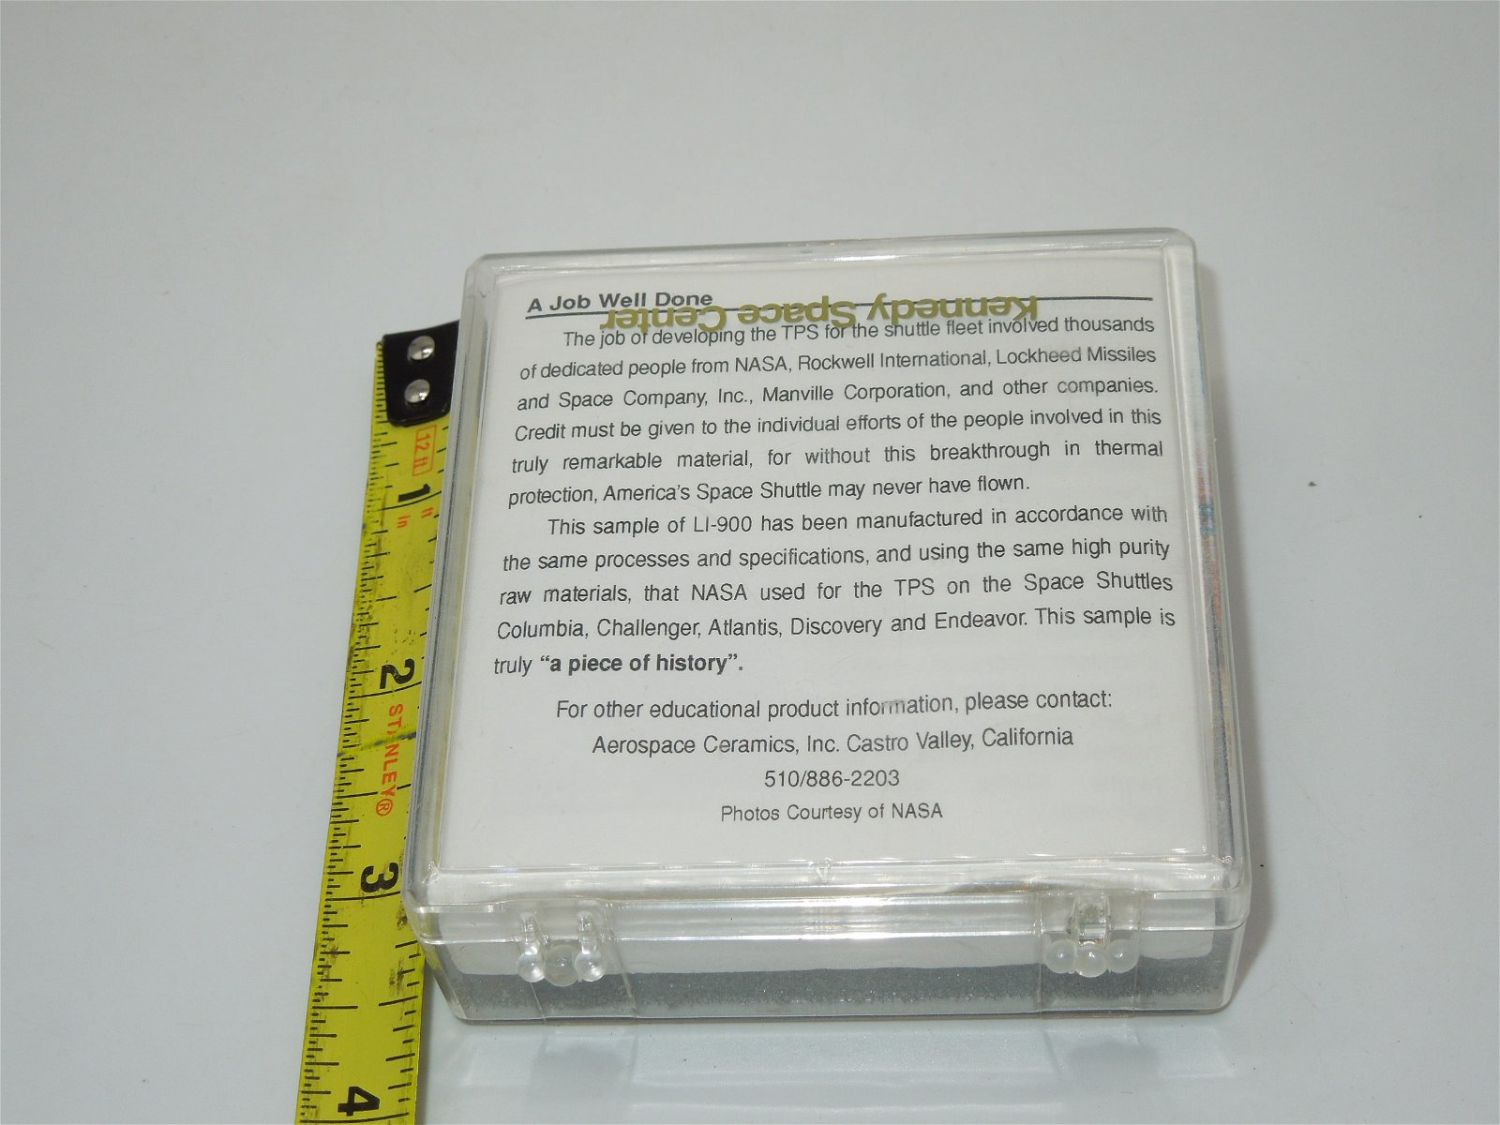 A Job Well Done
Kennedy Space Center
The job of developing the TPS for the shuttle fleet involved thousands
of dedicated people from NASA, Rockwell International, Lockheed Missiles
and Space Company, Inc., Manville Corporation, and other companies.
Credit must be given to the individual efforts of the people involved in this
truly remarkable material, for without this breakthrough in thermal
protection, America's Space Shuttle may never have flown.
This sample of LI-900 has been manufactured in accordance with
the same processes and specifications, and using the same high purity
raw materials, that NASA used for the TPS on the Space Shuttles
Columbia, Challenger, Atlantis, Discovery and Endeavor. This sample is
truly “a piece of history”.
For other educational product information, please contact:
Aerospace Ceramics, Inc. Castro Valley, California
510/886-2203
Photos Courtesy of NASA
12 ft.
1
in
ft
2
STANLEY®
3
4